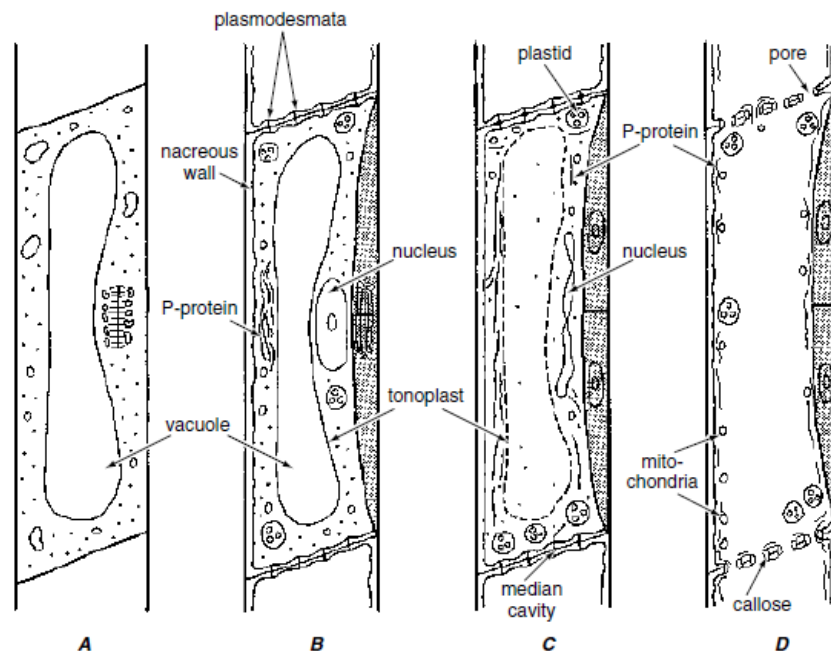 plasmodesmata
plastid
pore
P-protein
nacreous
wall
nucleus
nucleus
P-protein
tonoplast
vacuole
mito-
chondria
median
cavity
callose
A
B
C
D